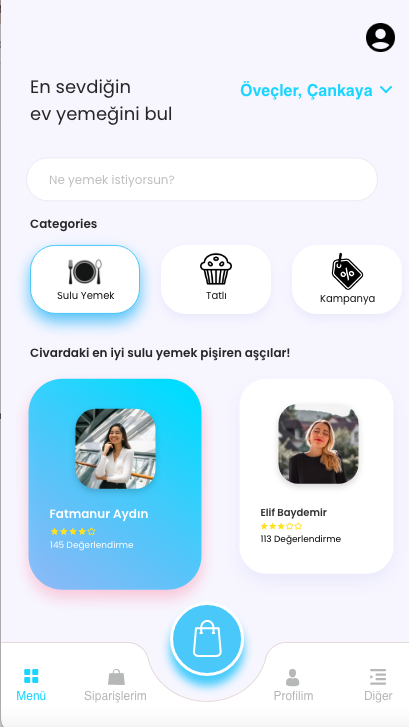 En sevdiğin
ev yemeğini bul
Öveçler, Çankaya
Ne yemek istiyorsun?
Categories
Sulu Yemek
Tatlı
%
Kampanya
Civardaki en iyi sulu yemek pişiren aşçılar!
Fatmanur Aydın
145 Değerlendirme
Elif Baydemir
113 Değerlendirme
Menü
Siparişlerim
Profilim
Diğer